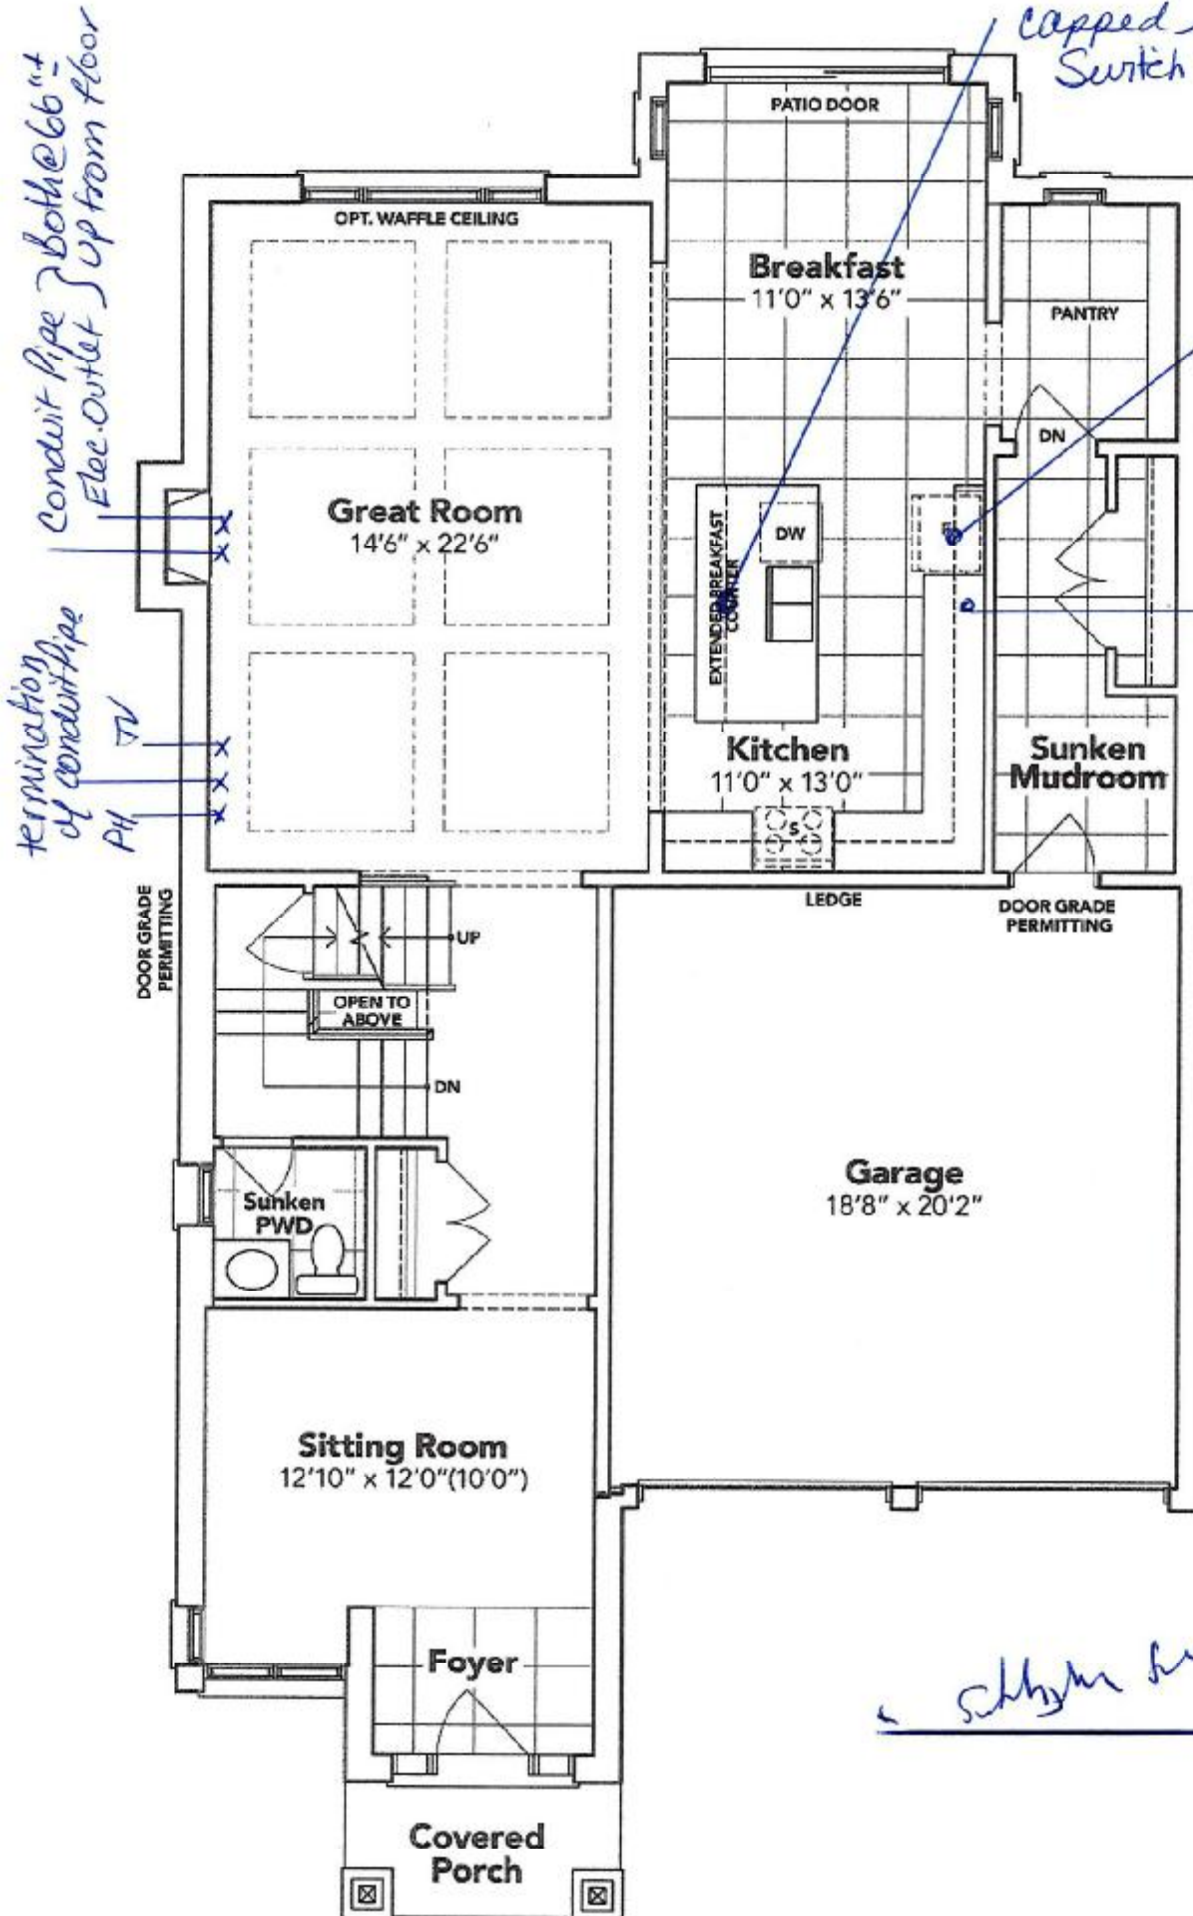 capped
Switch
Conduit Pipe } Both @ 66"±
Elec. Outlet } up from floor
PATIO DOOR
OPT. WAFFLE CEILING
Breakfast
11'0" x 13'6"
PANTRY
DN
Great Room
14'6" x 22'6"
EXTENDED BREAKFAST
COUNTER
DW
termination
of conduit pipe
TV
PH
Kitchen
11'0" x 13'0"
S
Sunken
Mudroom
LEDGE
DOOR GRADE
PERMITTING
DOOR GRADE
PERMITTING
UP
OPEN TO
ABOVE
DN
Sunken
PWD
Garage
18'8" x 20'2"
Sitting Room
12'10" x 12'0"(10'0")
Foyer
Covered
Porch